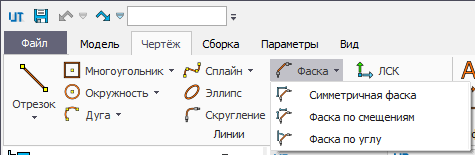 Файл Модель Чертёж Сборка Параметры Вид
Многоугольник Сплайн Фаска ЛСК
Отрезок Окружность Эллипс Симметричная фаска
Дуга Скругление Фаска по смещениям
Линии Фаска по углу